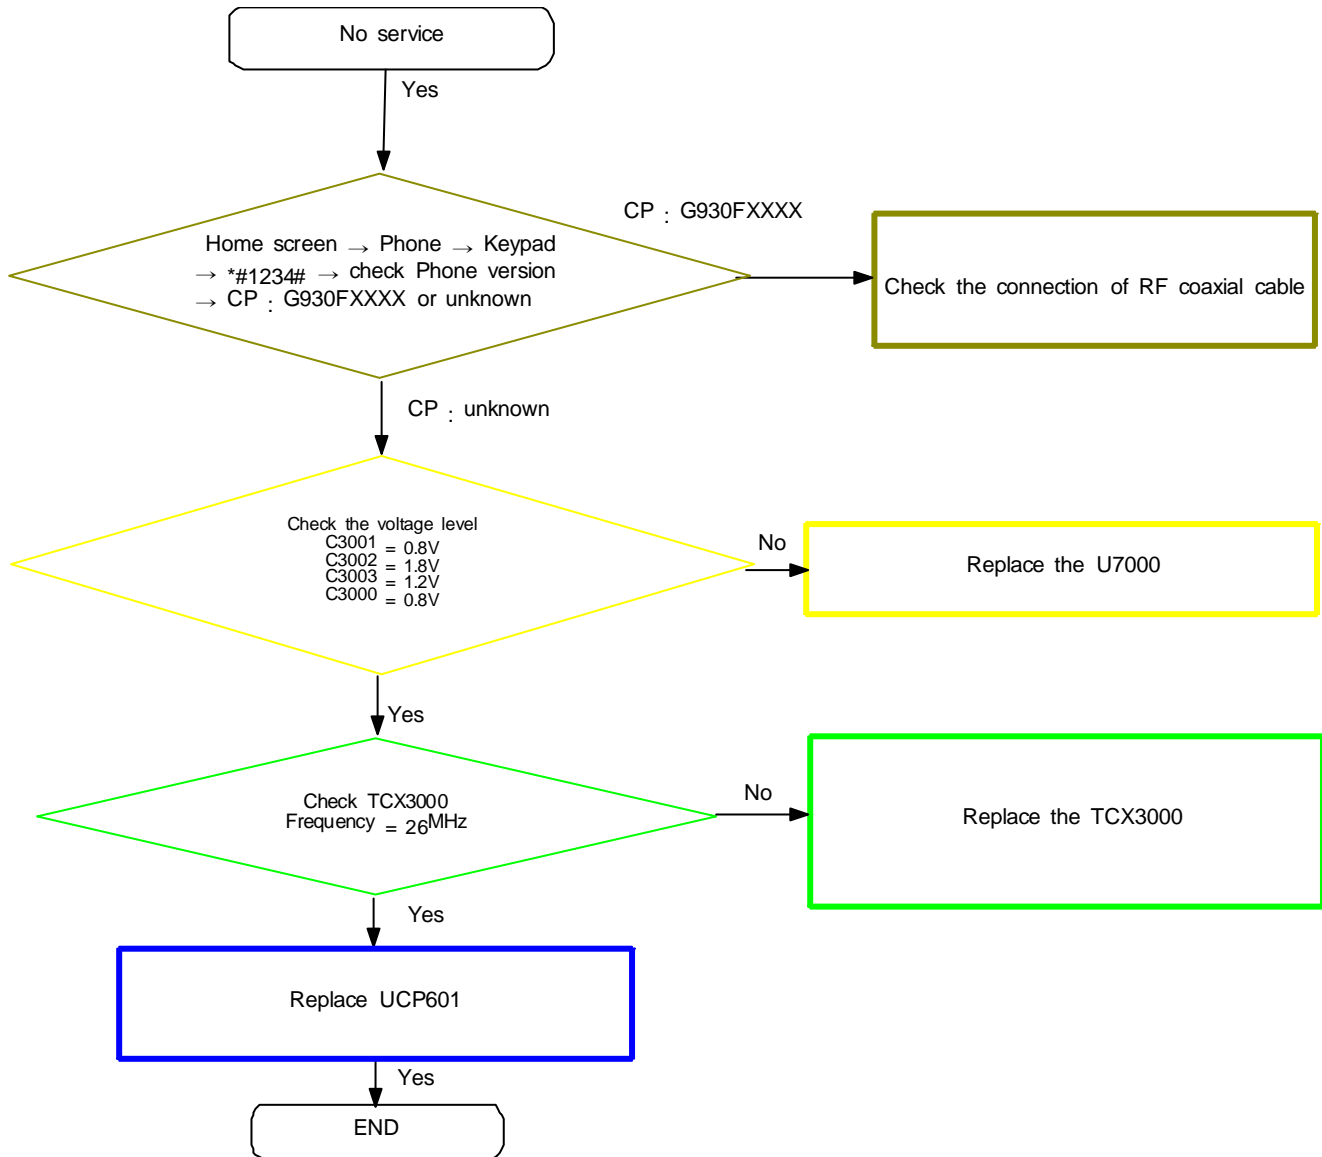 No service
Yes
Home screen → Phone → Keypad
→ *#1234# → check Phone version
→ CP : G930FXXXX or unknown
CP : G930FXXXX
Check the connection of RF coaxial cable
CP : unknown
Check the voltage level
C3001 = 0.8V
C3002 = 1.8V
C3003 = 1.2V
C3000 = 0.8V
No
Replace the U7000
Yes
Check TCX3000
Frequency = 26MHz
No
Replace the TCX3000
Yes
Replace UCP601
Yes
END